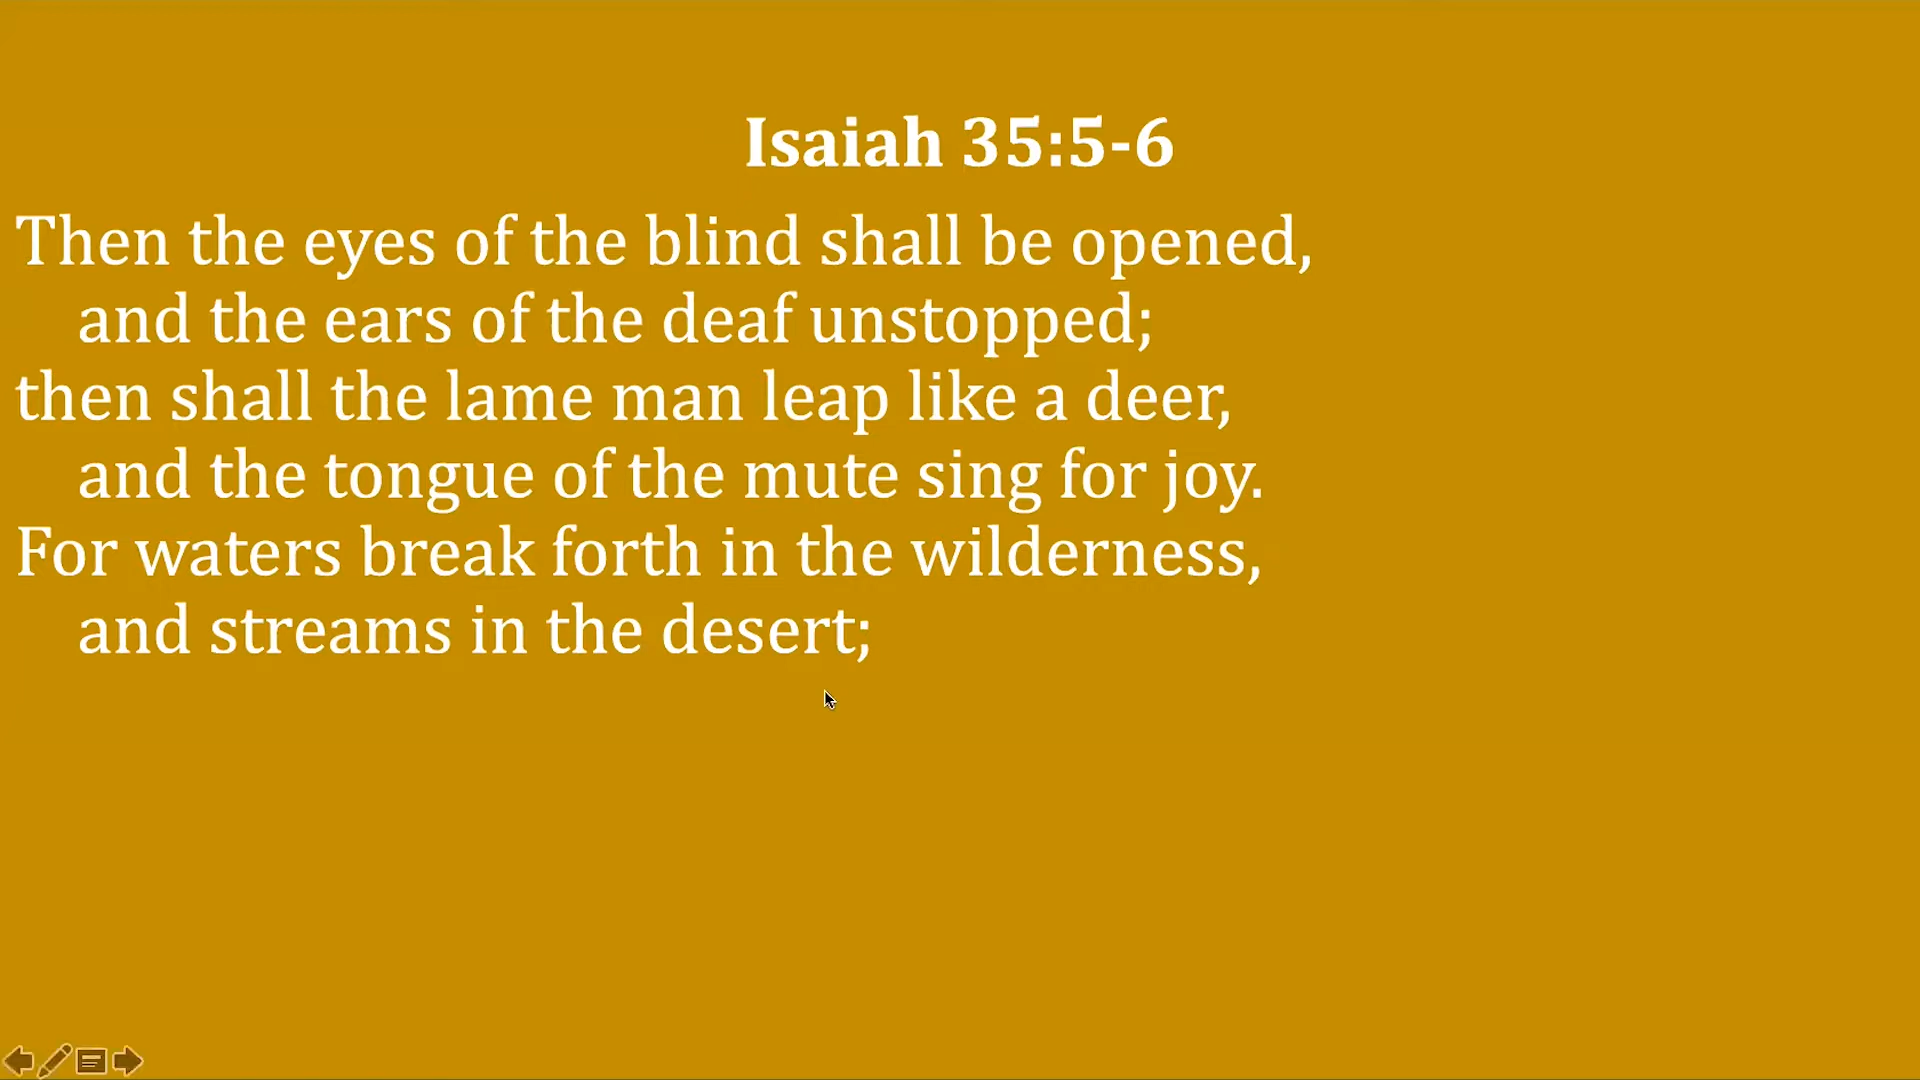 Isaiah 35:5-6
Then the eyes of the blind shall be opened,
and the ears of the deaf unstopped;
then shall the lame man leap like a deer,
and the tongue of the mute sing for joy.
For waters break forth in the wilderness,
and streams in the desert;